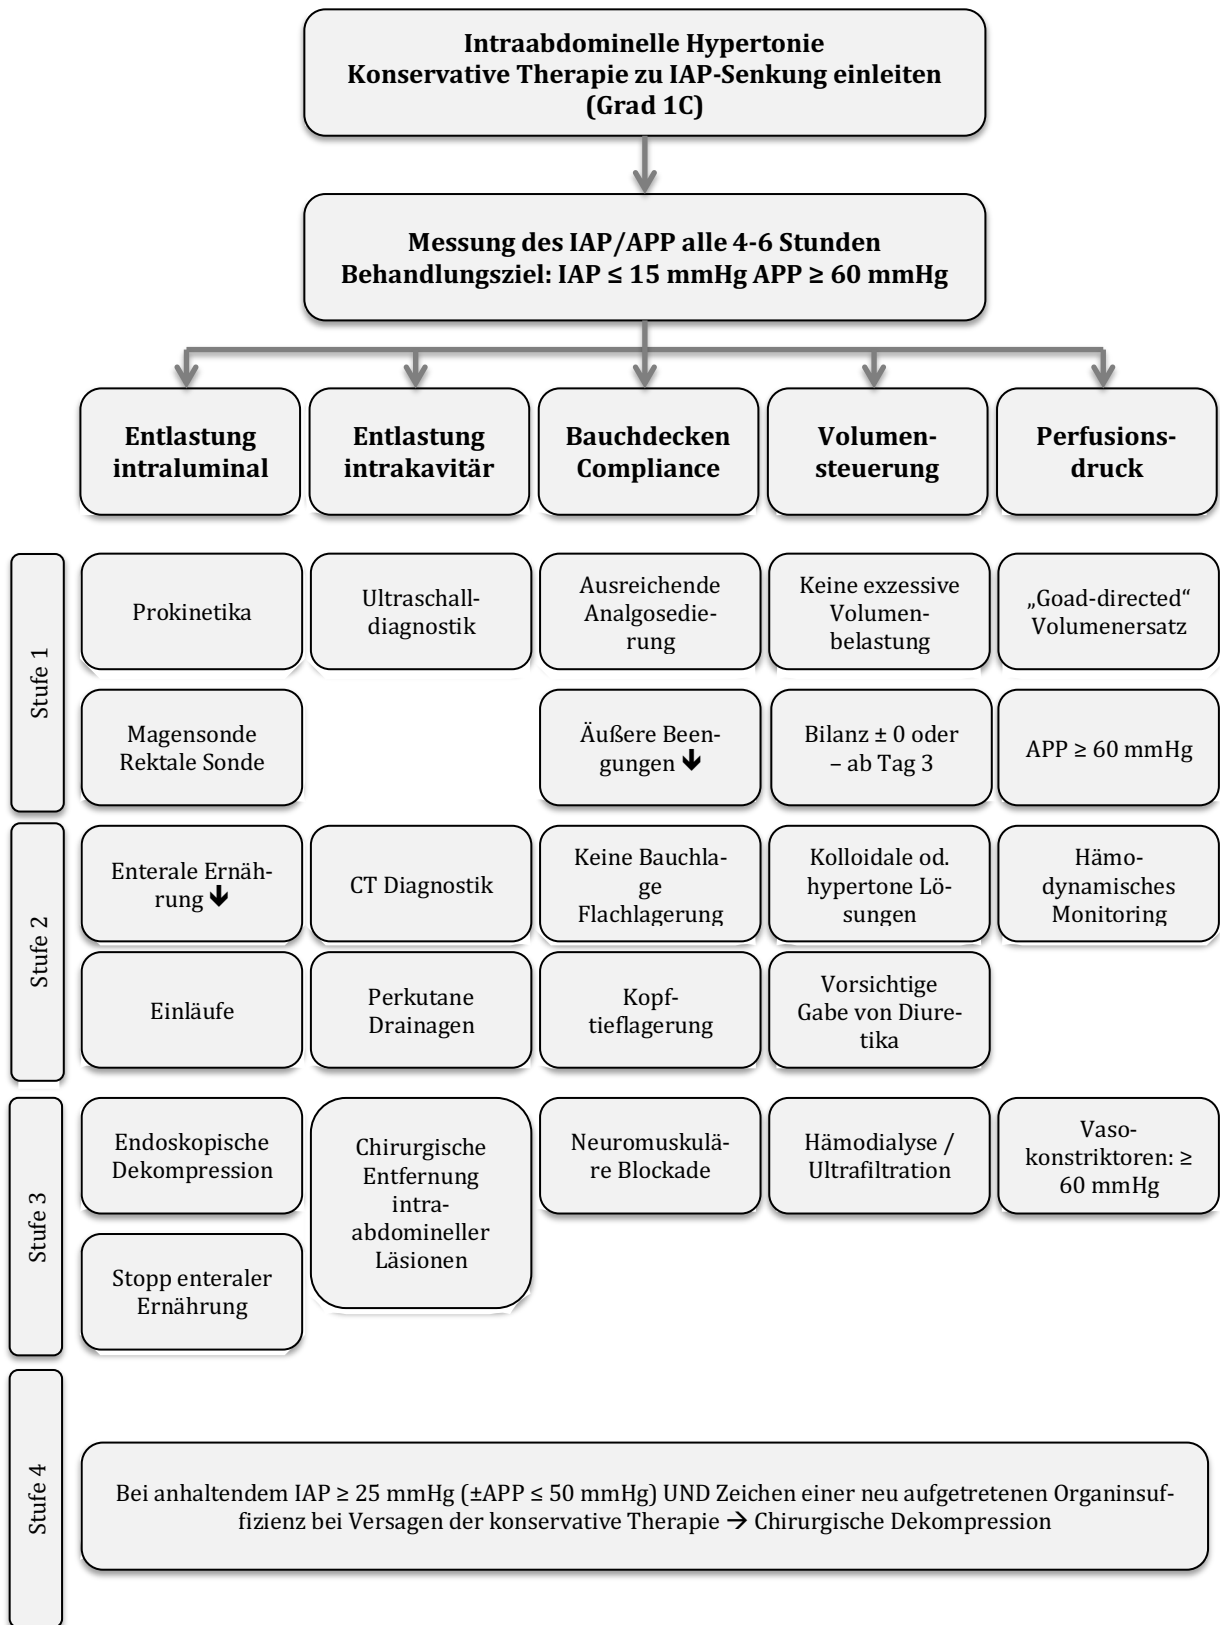 Intraabdominelle Hypertonie
Konservative Therapie zu IAP-Senkung einleiten
(Grad 1C)
Messung des IAP/APP alle 4-6 Stunden
Behandlungsziel: IAP ≤ 15 mmHg APP ≥ 60 mmHg
Entlastung
intraluminal
Entlastung
intrakavitär
Bauchdecken
Compliance
Volumen-
steuerung
Perfusions-
druck
Stufe 1
Prokinetika
Ultraschall-
diagnostik
Ausreichende
Analgosedie-
rung
Keine exzessive
Volumen-
belastung
„Goad-directed“
Volumenersatz
Magensonde
Rektale Sonde
Äußere Been-
gungen 🡫
Bilanz ± 0 oder
– ab Tag 3
APP ≥ 60 mmHg
Stufe 2
Enterale Ernäh-
rung 🡫
CT Diagnostik
Keine Bauchla-
ge
Flachlagerung
Kolloidale od.
hypertone Lö-
sungen
Hämo-
dynamisches
Monitoring
Einläufe
Perkutane
Drainagen
Kopf-
tieflagerung
Vorsichtige
Gabe von Diure-
tika
Stufe 3
Endoskopische
Dekompression
Chirurgische
Entfernung
intra-
abdomineller
Läsionen
Neuromuskulä-
re Blockade
Hämodialyse /
Ultrafiltration
Vaso-
konstriktoren: ≥
60 mmHg
Stopp enteraler
Ernährung
Stufe 4
Bei anhaltendem IAP ≥ 25 mmHg (±APP ≤ 50 mmHg) UND Zeichen einer neu aufgetretenen Organinsuf-
fizienz bei Versagen der konservative Therapie → Chirurgische Dekompression